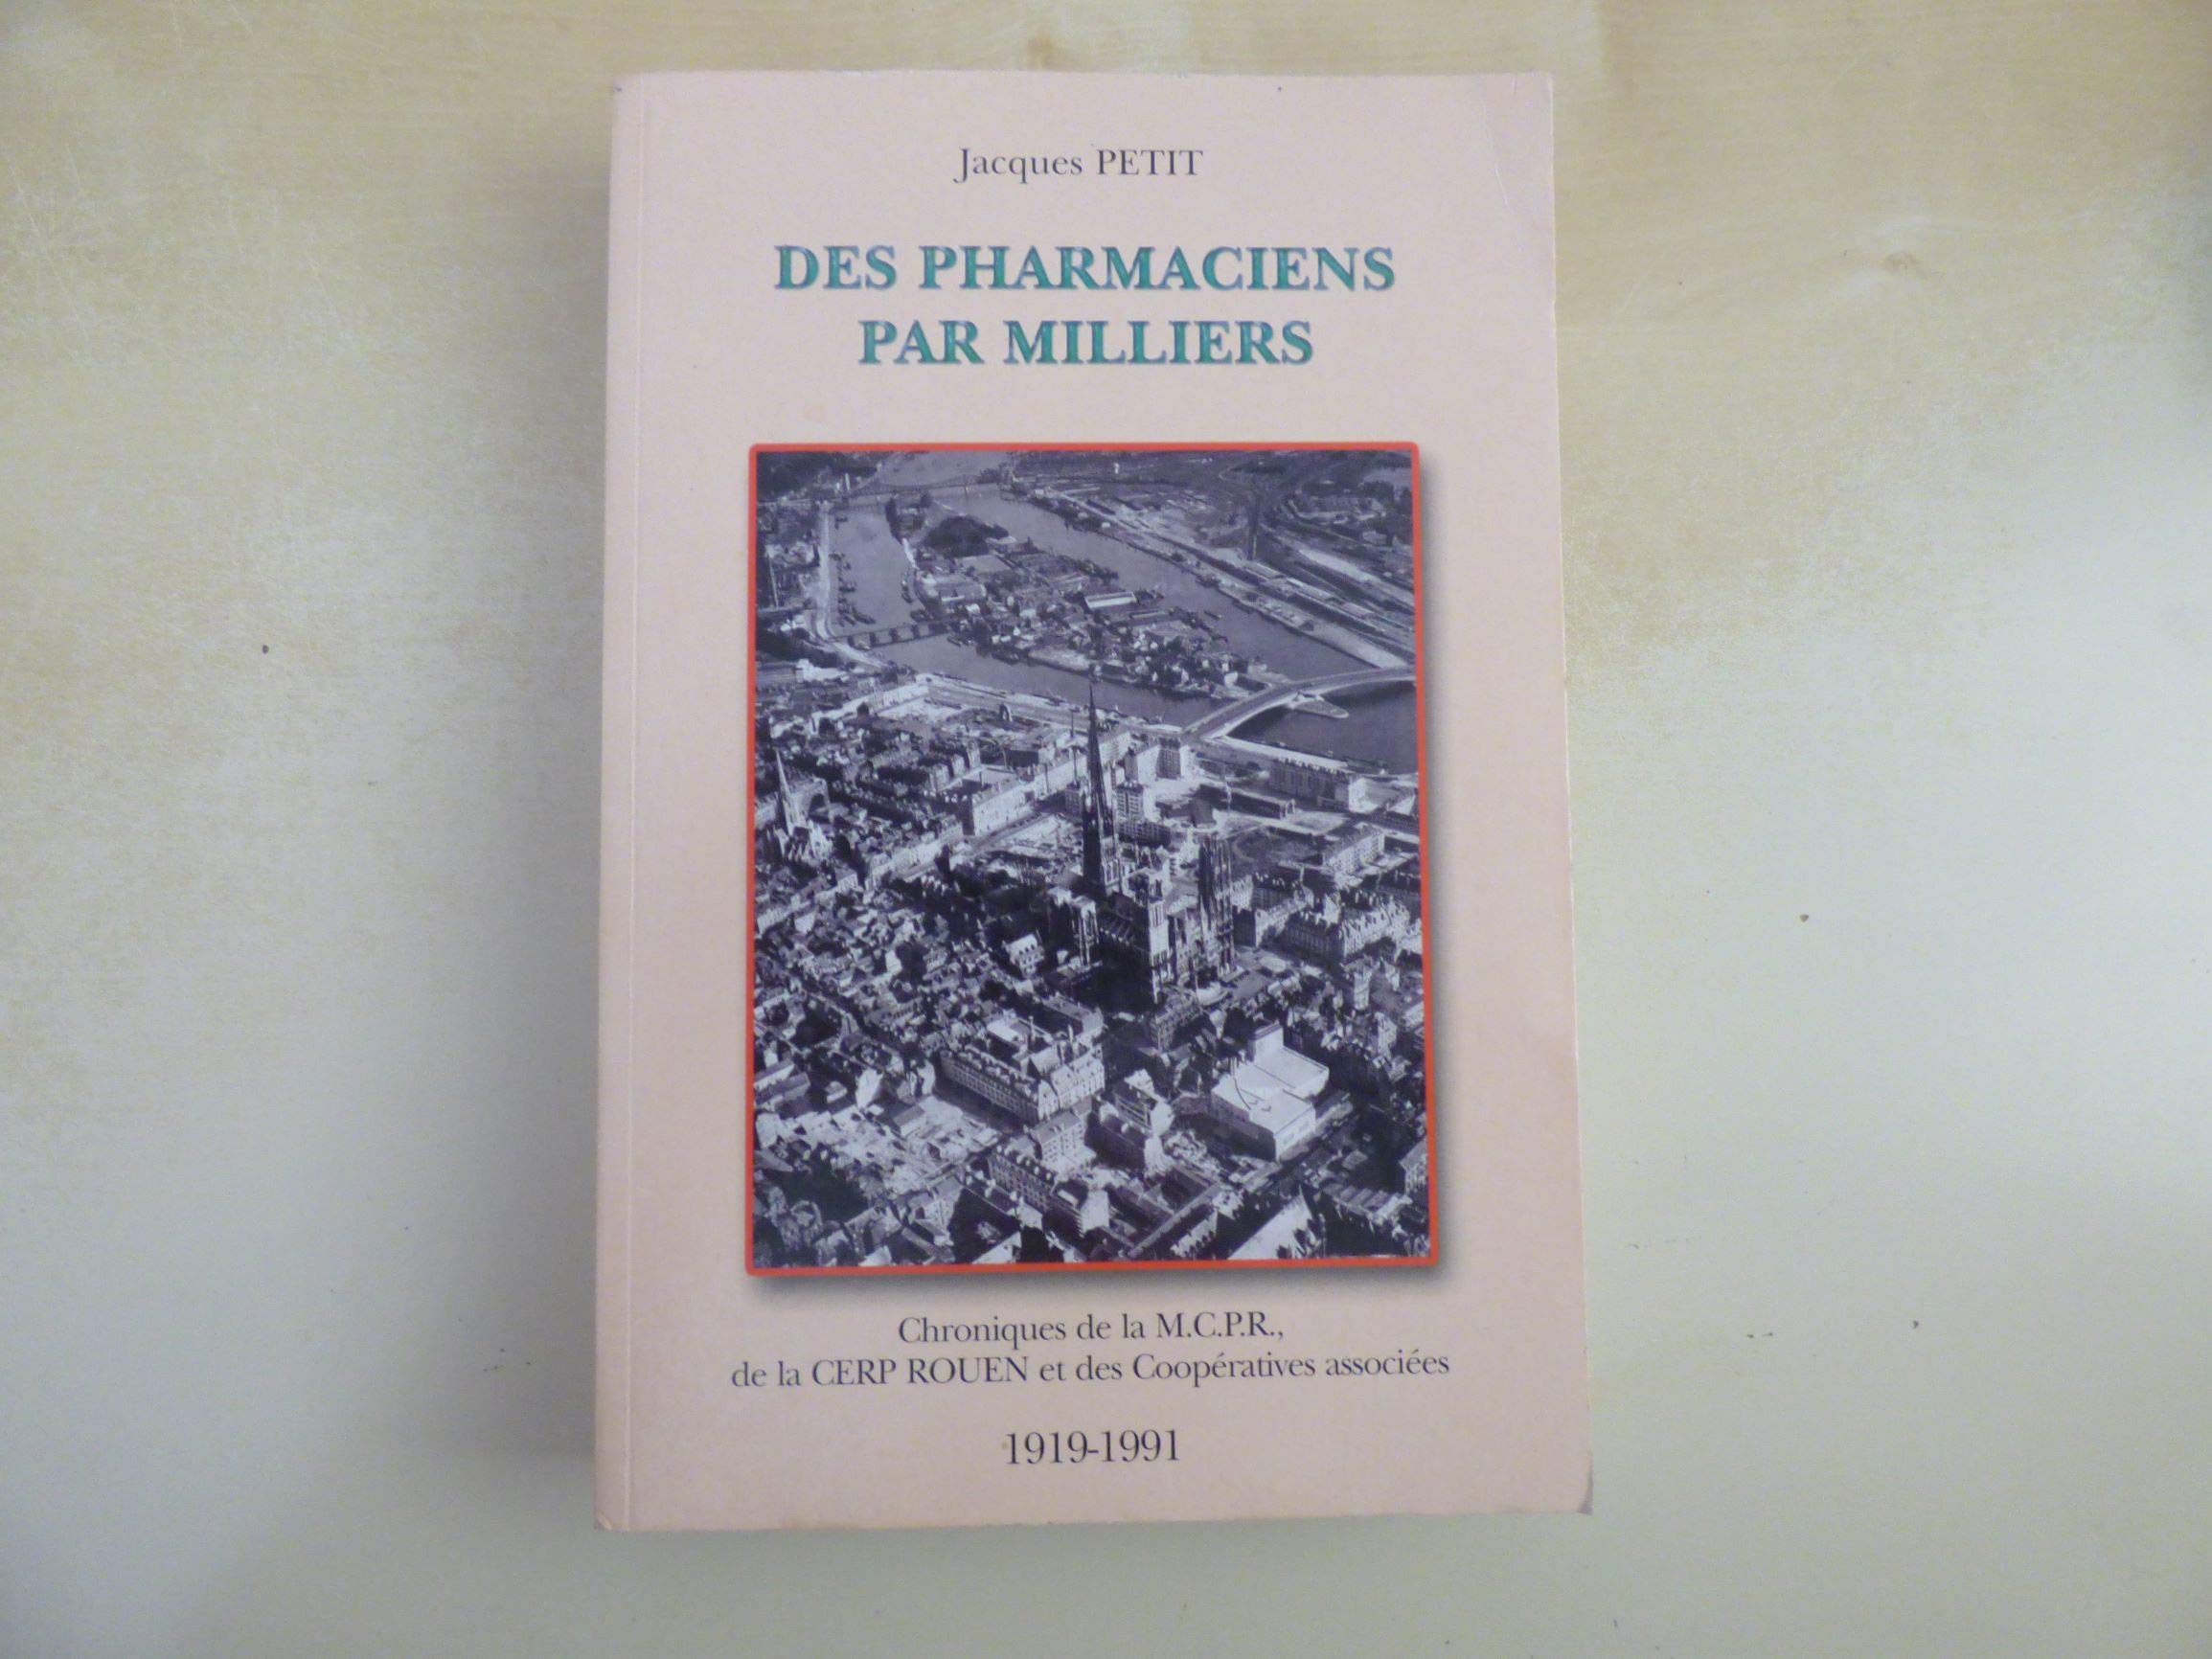 Jacques PETIT
DES PHARMACIENS
PAR MILLIERS
Chroniques de la M.C.P.R.,
de la CERP ROUEN et des Coopératives associées
1919-1991